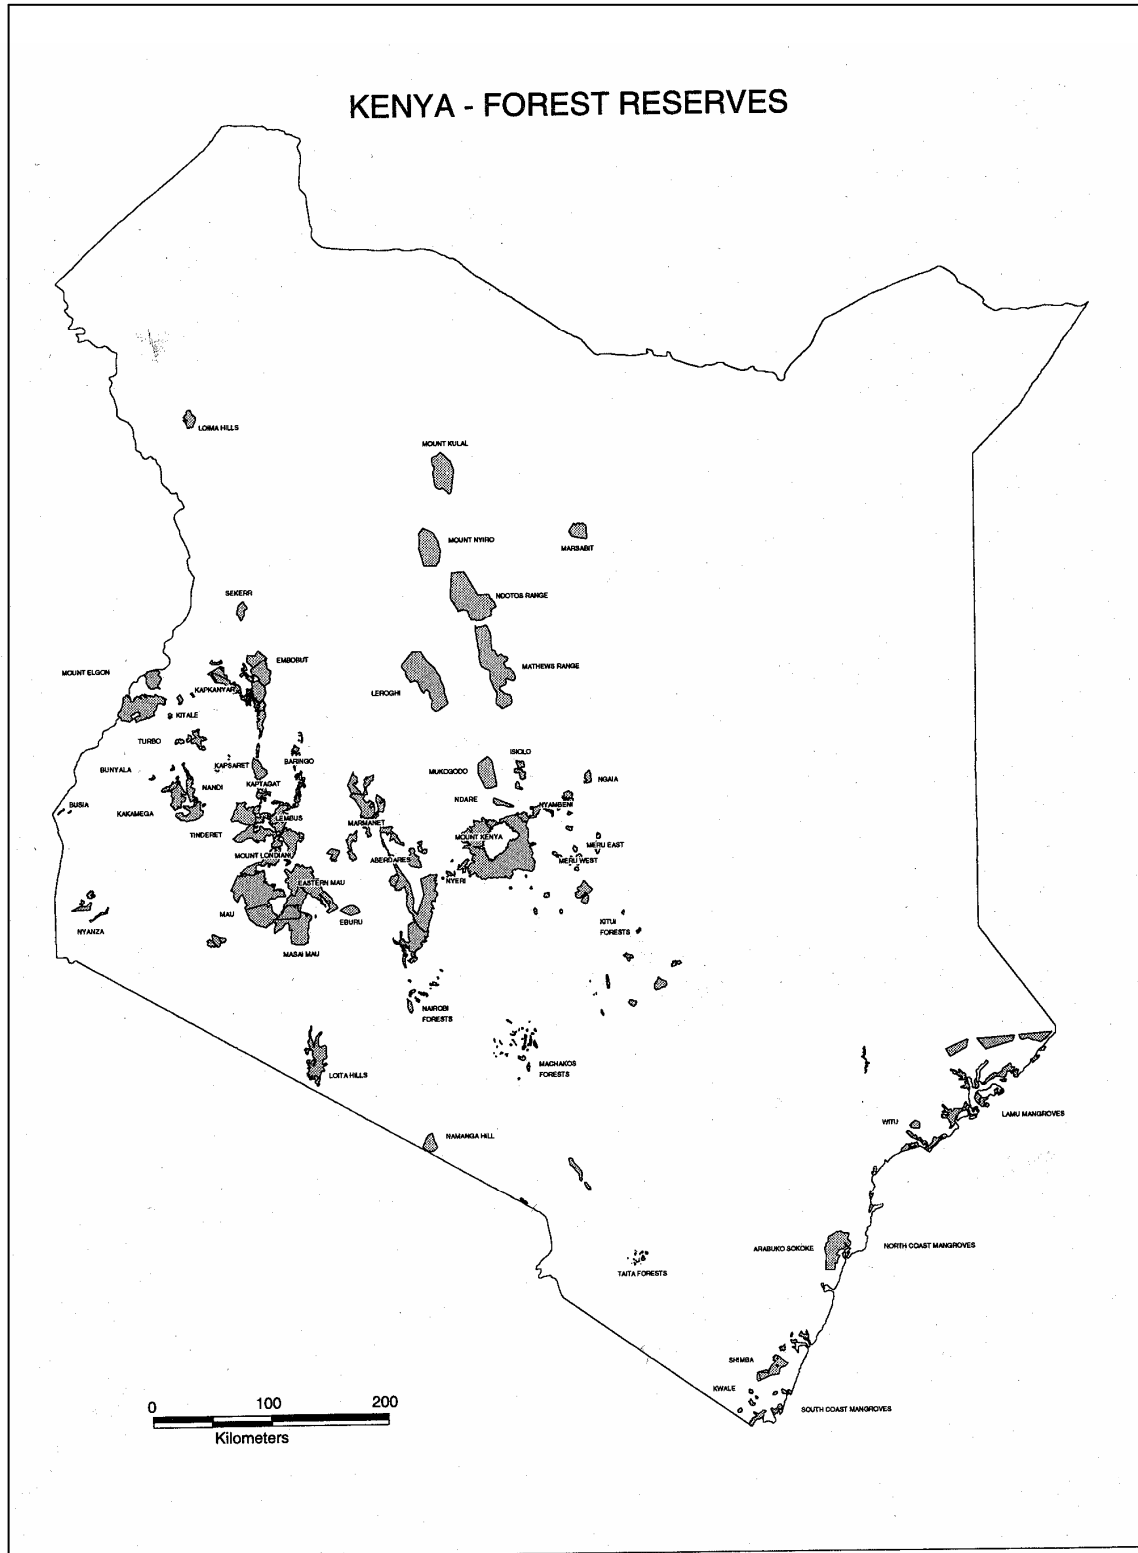 KENYA - FOREST RESERVES
LOIMA HILLS
MOUNT KULAL
MOUNT NYIRO
MARSABIT
NDOTOS RANGE
SEKERR
EMBOBUT
MOUNT ELGON
MATHEWS RANGE
KAPKANYAR
LEROGHI
KITALE
TURBO
ISIOLO
BUNYALA
KAPSARET
BARINGO
MUKOGODO
NGAIA
KAPTAGAT
NANDI
NDARE
NYAMBENI
BUSIA
KAKAMEGA
LEMBUS
MARMANET
TINDERET
MOUNT KENYA
MERU EAST
MOUNT LONDIANI
ABERDARES
MERU WEST
EASTERN MAU
NYERI
MAU
EBURU
KITUI
FORESTS
NYANZA
MASAI MAU
NAIROBI
FORESTS
MACHAKOS
FORESTS
LOITA HILLS
LAMU MANGROVES
WITU
NAMANGA HILL
ARABUKO SOKOKE
NORTH COAST MANGROVES
TAITA FORESTS
SHIMBA
KWALE
SOUTH COAST MANGROVES
0 100 200
Kilometers